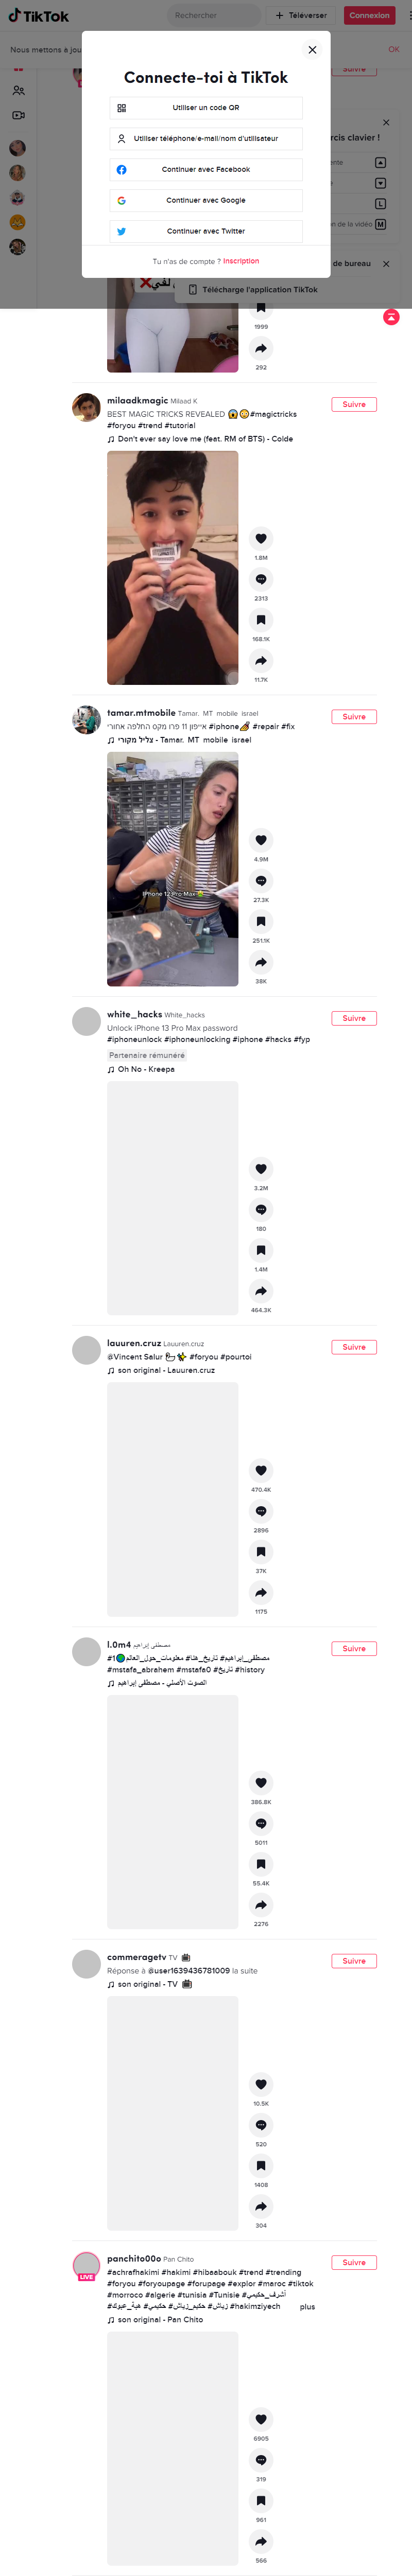 TikTok
Rechercher
Téléverser
Connexion
Nous mettons à jou
OK
Suivre
Connecte-toi à TikTok
Utiliser un code QR
Utiliser téléphone/e-mail/nom d'utilisateur
Continuer avec Facebook
Continuer avec Google
Continuer avec Twitter
Tu n'as de compte ? Inscription
rcis clavier !
L
on de la vidéo
M
de bureau
Télécharge l'application TikTok
1999
292
milaadkmagic Milaad K
Suivre
BEST MAGIC TRICKS REVEALED 😱😳#magictricks
#foryou #trend #tutorial
Don't ever say love me (feat. RM of BTS) - Colde
1.8M
2313
168.1K
11.7K
tamar.mtmobile Tamar. MT mobile israel
Suivre
אייפון 11 פרו מקס החלפה אחורי #iphone #repair #fix
צליל מקורי - Tamar. MT mobile israel
IPhone 12 Pro Max
4.9M
27.3K
251.1K
38K
white_hacks White_hacks
Suivre
Unlock iPhone 13 Pro Max password
#iphoneunlock #iphoneunlocking #iphone #hacks #fyp
Partenaire rémunéré
Oh No - Kreepa
3.2M
180
1.4M
464.3K
lauuren.cruz Lauuren.cruz
Suivre
@Vincent Salur #foryou #pourtoi
son original - Lauuren.cruz
470.4K
2896
37K
1175
l.0m4 مصطفى إبراهيم
Suivre
#1🌍مصطفى_إبراهيم# تاريخ_هنا# معلومات_حول_العالم
#mstafa_abrahem #mstafa0 #تاريخ #history
الصوت الأصلي - مصطفى إبراهيم
386.8K
5011
55.4K
2276
commeragetv TV 📺
Suivre
Réponse à @user1639436781009 la suite
son original - TV 📺
10.5K
520
1408
304
panchito00o Pan Chito
LIVE
Suivre
#achrafhakimi #hakimi #hibaabouk #trend #trending
#foryou #foryoupage #forupage #explor #maroc #tiktok
#morroco #algerie #tunisia #Tunisie #أشرف_حكيمي
#زياش# حكيم_زياش# حكيمي# هبة_عبوك #hakimziyech
plus
son original - Pan Chito
6905
319
961
566